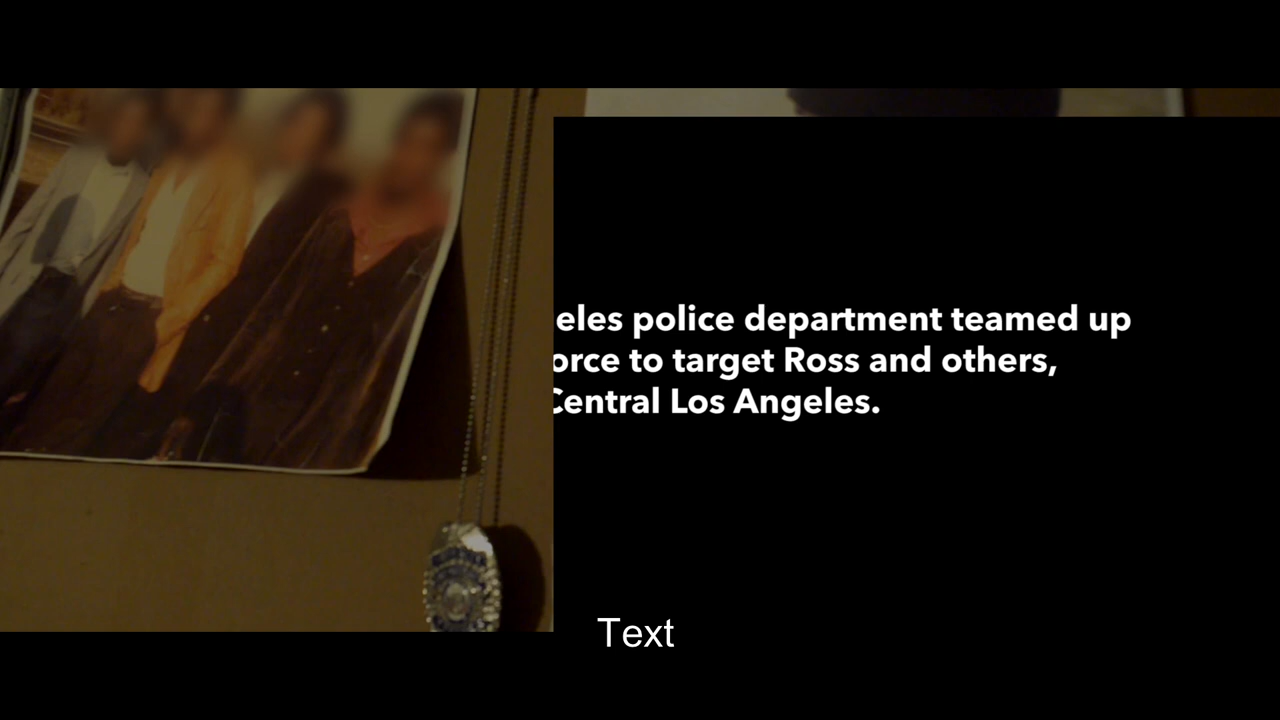 eles police department teamed up
orce to target Ross and others,
Central Los Angeles.
Text